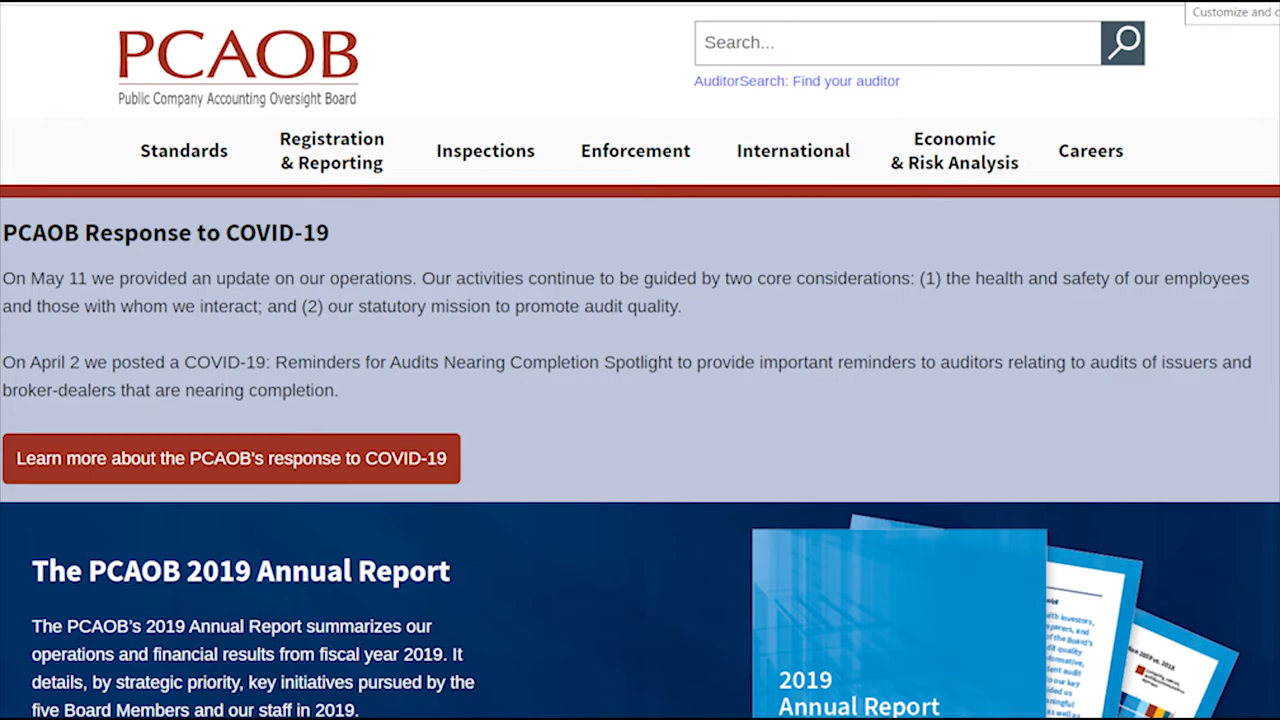 Customize and
PCAOB
Public Company Accounting Oversight Board
Search...
AuditorSearch: Find your auditor
Standards
Registration
& Reporting
Inspections
Enforcement
International
Economic
& Risk Analysis
Careers
PCAOB Response to COVID-19
On May 11 we provided an update on our operations. Our activities continue to be guided by two core considerations: (1) the health and safety of our employees
and those with whom we interact; and (2) our statutory mission to promote audit quality.
On April 2 we posted a COVID-19: Reminders for Audits Nearing Completion Spotlight to provide important reminders to auditors relating to audits of issuers and
broker-dealers that are nearing completion.
Learn more about the PCAOB's response to COVID-19
The PCAOB 2019 Annual Report
The PCAOB's 2019 Annual Report summarizes our
operations and financial results from fiscal year 2019. It
details, by strategic priority, key initiatives pursued by the
five Board Members and our staff in 2019.
2019
Annual Report